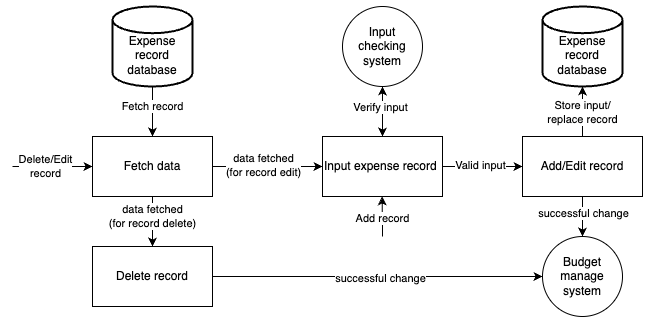 Expense
record
database
Input
checking
system
Expense
record
database
Fetch record
Verify input
Store input/
replace record
Delete/Edit
record
Fetch data
data fetched
(for record edit)
Input expense record
Valid input
Add/Edit record
data fetched
(for record delete)
Add record
successful change
Delete record
successful change
Budget
manage
system